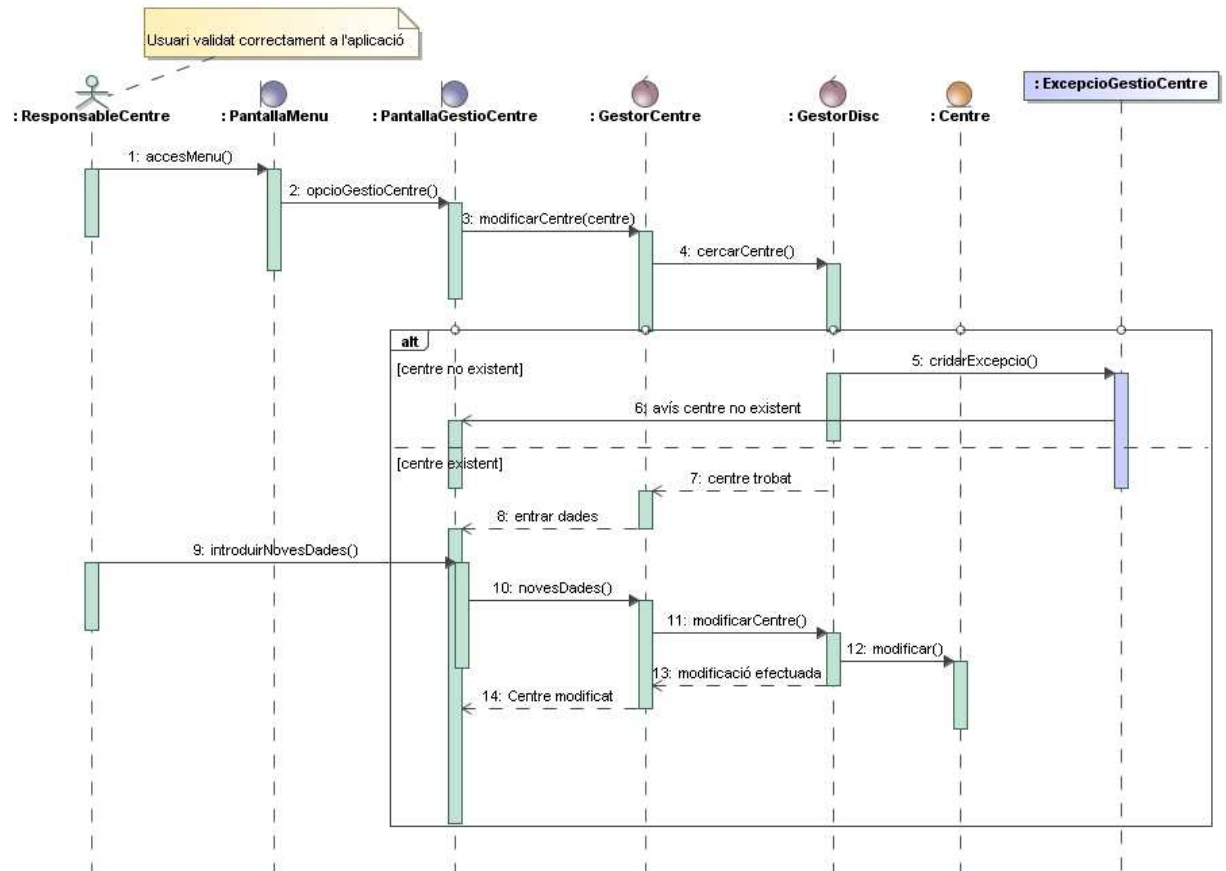 Usuari validat correctament a l'aplicació
: ResponsableCentre
: PantallaMenu
: PantallaGestioCentre
: GestorCentre
: GestorDisc
: Centre
: ExcepcioGestioCentre
1: accesMenu()
2: opcioGestioCentre()
3: modificarCentre(centre)
4: cercarCentre()
alt
[centre no existent]
5: cridarExcepcio()
6: avís centre no existent
[centre existent]
7: centre trobat
8: entrar dades
9: introduirNovesDades()
10: novesDades()
11: modificarCentre()
12: modificar()
13: modificació efectuada
14: Centre modificat